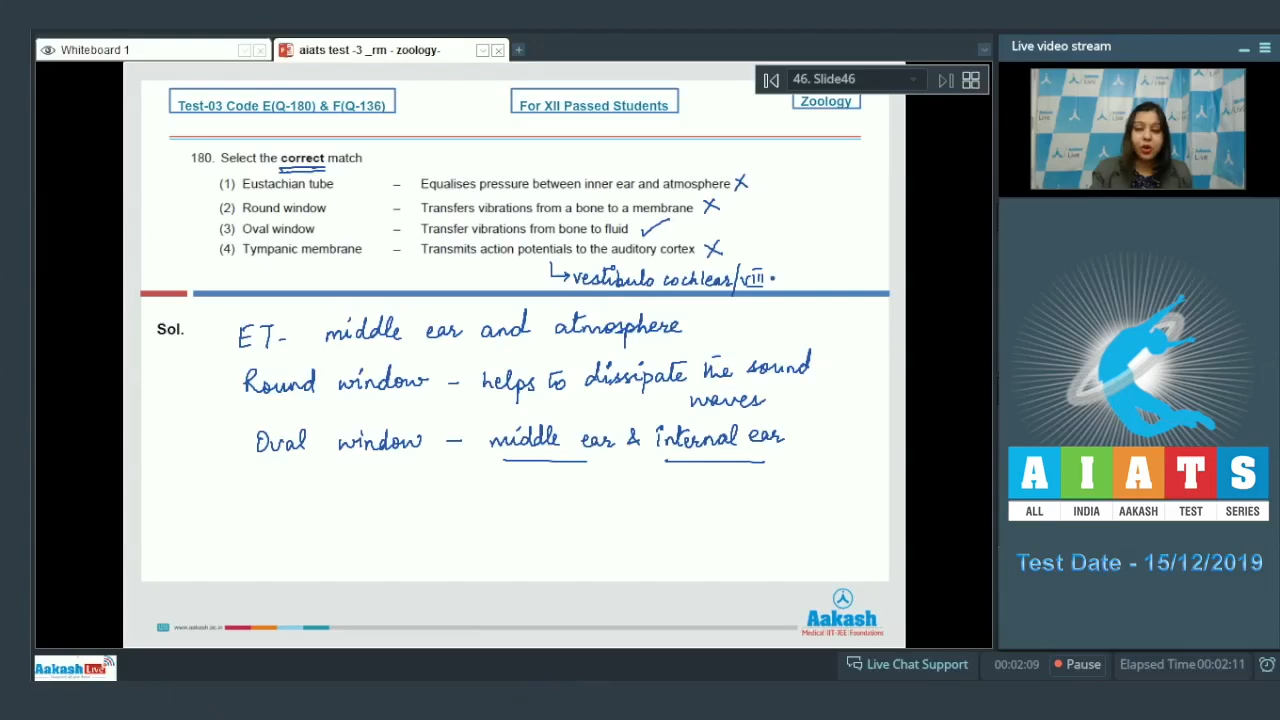 Whiteboard 1
aiats test -3 _rm - zoology-
Live video stream
46. Slide46
Test-03 Code E(Q-180) & F(Q-136)
For XII Passed Students
Zoology
180. Select the correct match
(1) Eustachian tube – Equalises pressure between inner ear and atmosphere
(2) Round window – Transfers vibrations from a bone to a membrane
(3) Oval window – Transfer vibrations from bone to fluid
(4) Tympanic membrane – Transmits action potentials to the auditory cortex
vestibulo cochlear/VIII
Sol.
ET- middle ear and atmosphere
Round window - helps to dissipate the sound
waves
Oval window - middle ear & internal ear
www.aakash.ac.in
Aakash
Medical|IIT-JEE|Foundations
Aakash Live
Live Chat Support
00:02:09
Pause
Elapsed Time 00:02:11
A I A T S
ALL INDIA AAKASH TEST SERIES
Test Date - 15/12/2019